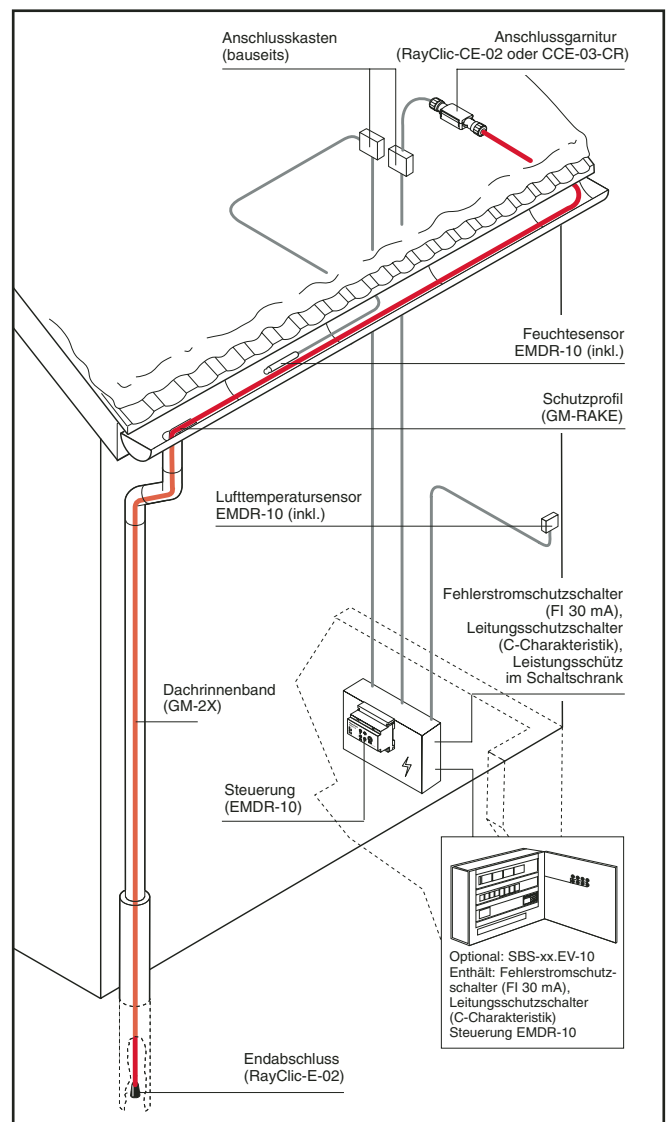 Anschlusskasten
(bauseits)
Anschlussgarnitur
(RayClic-CE-02 oder CCE-03-CR)
Feuchtesensor
EMDR-10 (inkl.)
Schutzprofil
(GM-RAKE)
Lufttemperatursensor
EMDR-10 (inkl.)
Fehlerstromschutzschalter
(FI 30 mA),
Leitungsschutzschalter
(C-Charakteristik),
Leistungsschütz
im Schaltschrank
Dachrinnenband
(GM-2X)
Steuerung
(EMDR-10)
Optional: SBS-xx.EV-10
Enthält: Fehlerstromschutz-
schalter (FI 30 mA),
Leitungsschutzschalter
(C-Charakteristik)
Steuerung EMDR-10
Endabschluss
(RayClic-E-02)